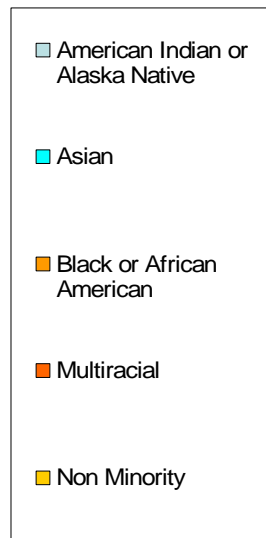 American Indian or
Alaska Native
Asian
Black or African
American
Multiracial
Non Minority